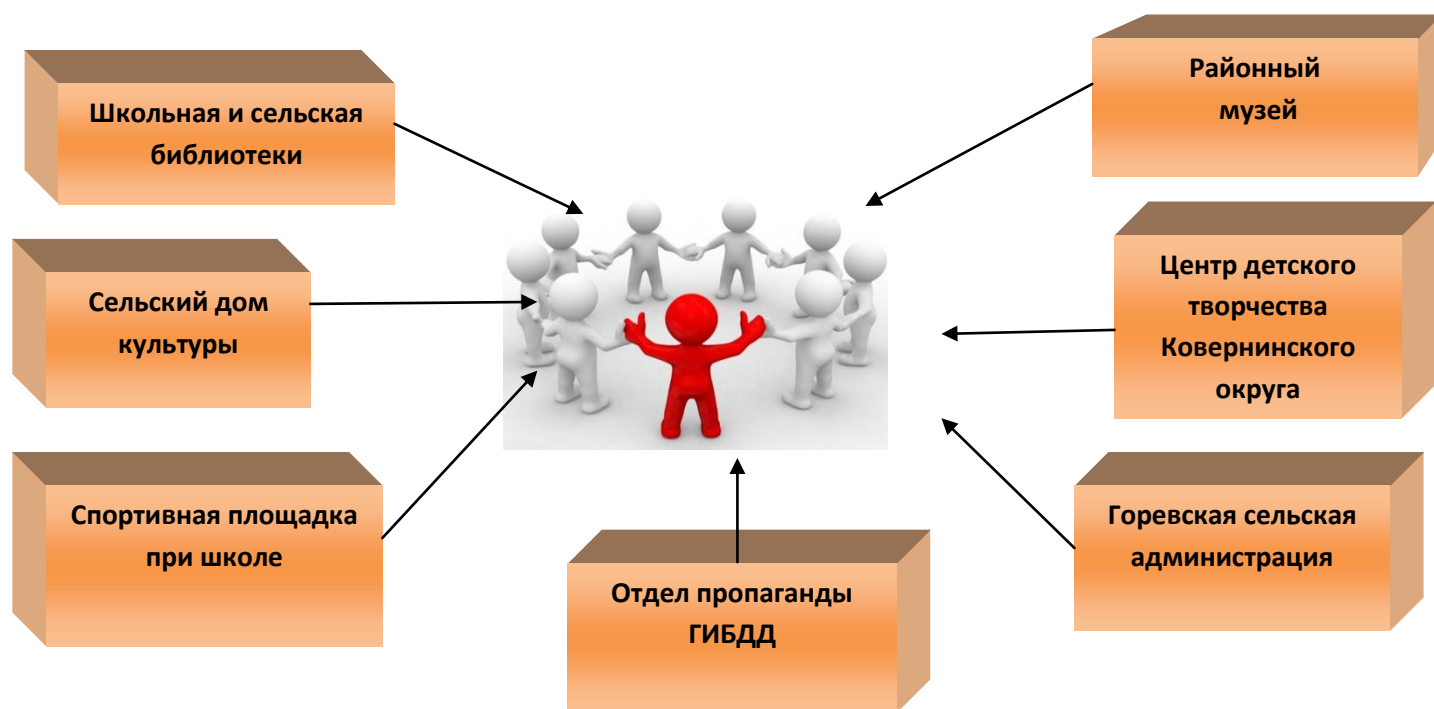 Школьная и сельская
библиотеки
Районный
музей
Сельский дом
культуры
Центр детского
творчества
Ковернинского
округа
Спортивная площадка
при школе
Отдел пропаганды
ГИБДД
Горевская сельская
администрация